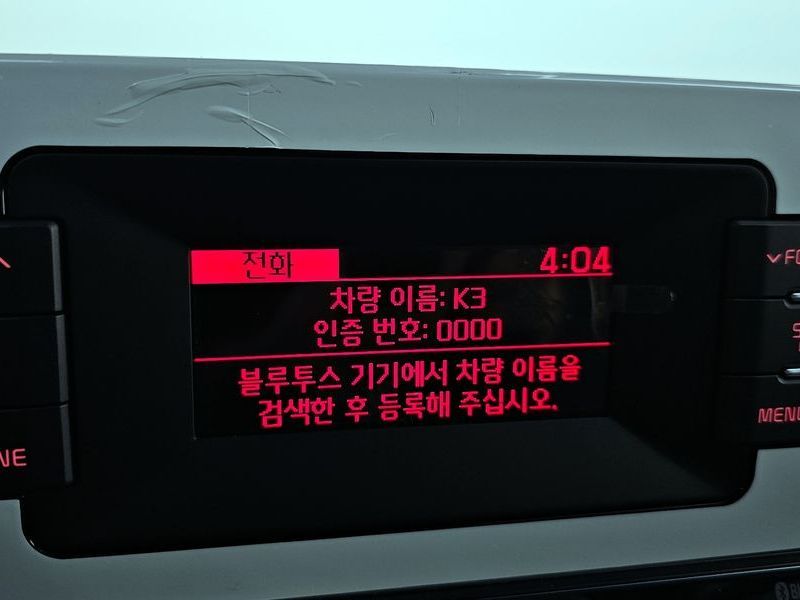 전화 4:04
차량 이름: K3
인증 번호: 0000
블루투스 기기에서 차량 이름을
검색한 후 등록해 주십시오.
MENU